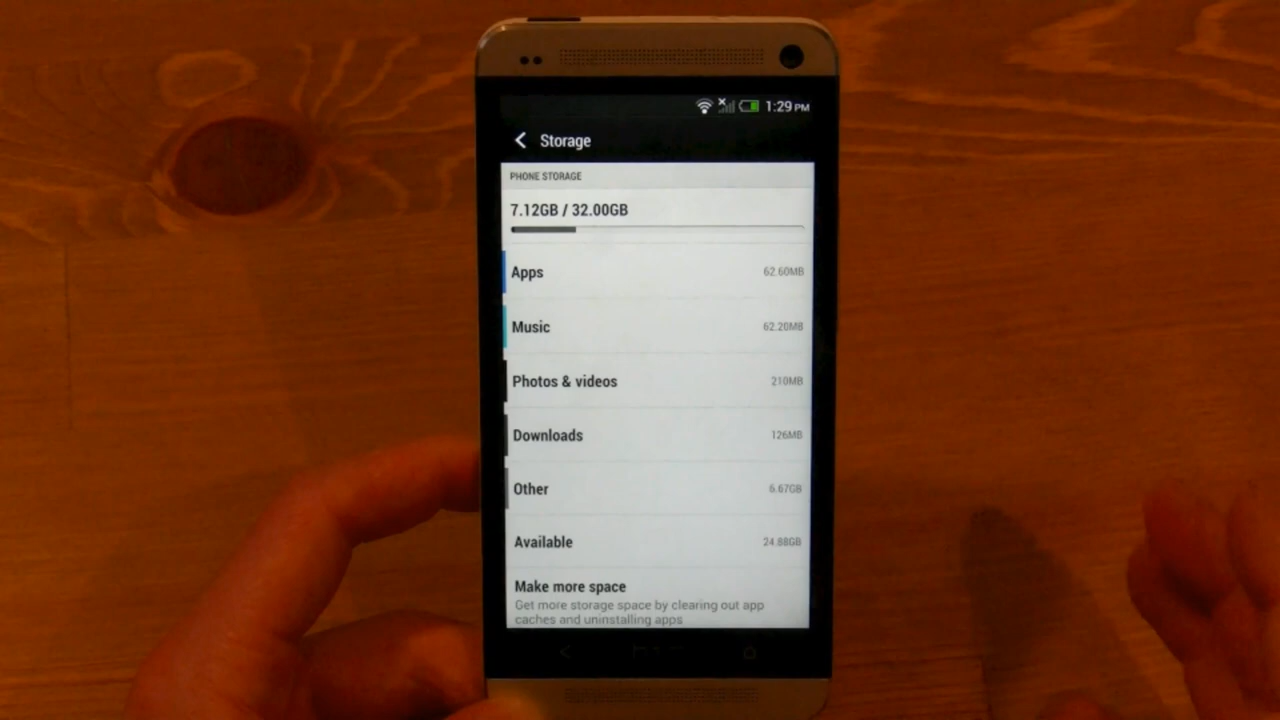 1:29 PM
Storage
PHONE STORAGE
7.12GB / 32.00GB
Apps 62.60MB
Music 62.20MB
Photos & videos 210MB
Downloads 126MB
Other 6.67GB
Available 24.88GB
Make more space
Get more storage space by clearing out app
caches and uninstalling apps